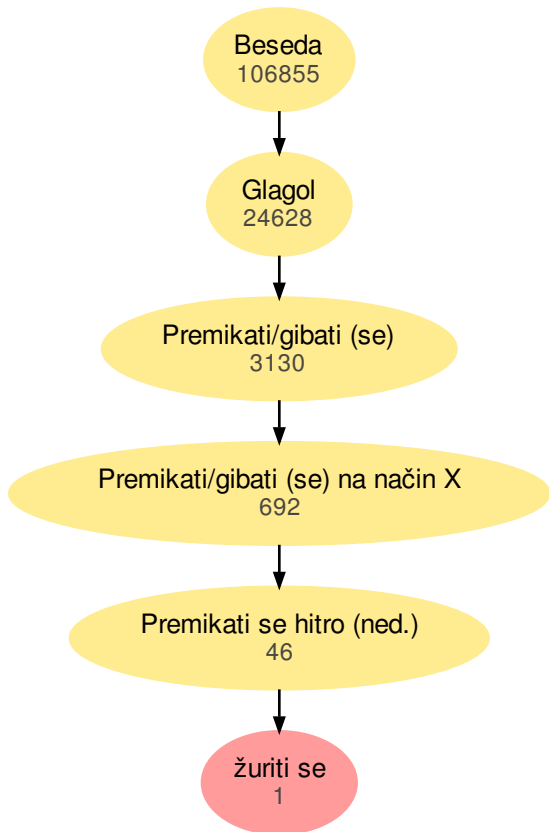 Beseda
106855
Glagol
24628
Premikati/gibati (se)
3130
Premikati/gibati (se) na način X
692
Premikati se hitro (ned.)
46
žuriti se
1